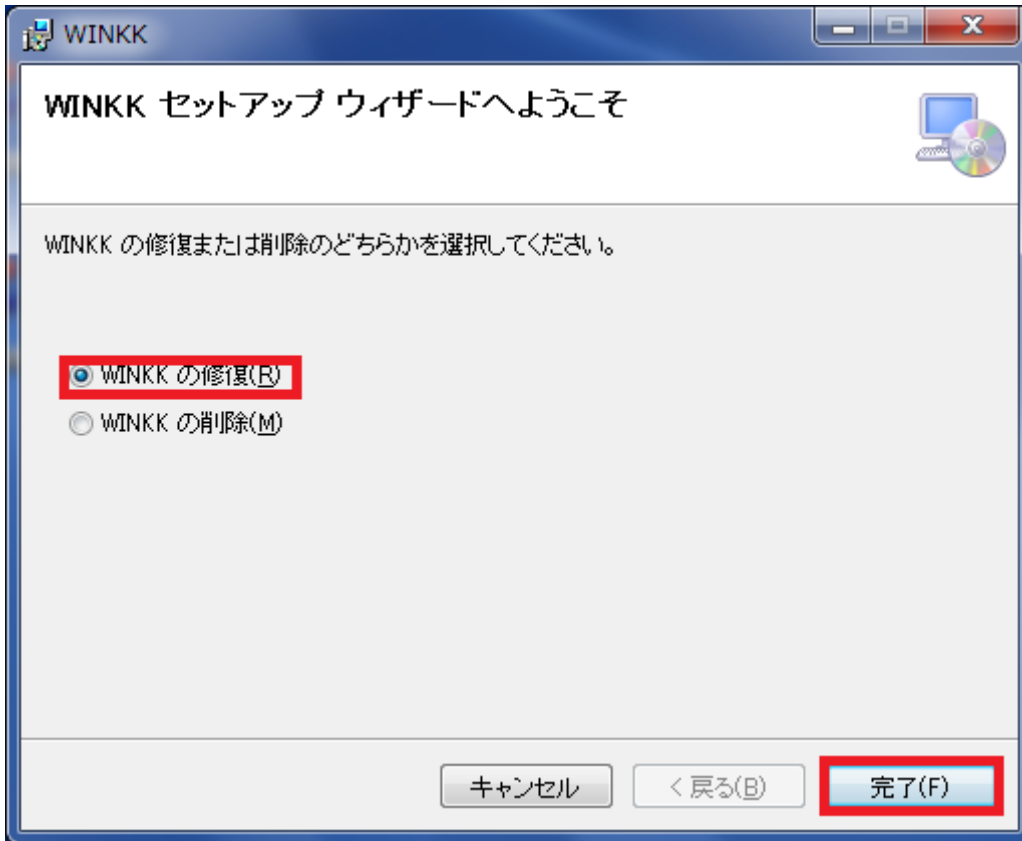 WINKK
WINKK セットアップ ウィザードへようこそ
WINKK の修復または削除のどちらかを選択してください。
WINKK の修復(R)
WINKK の削除(M)
キャンセル
< 戻る(B)
完了(F)